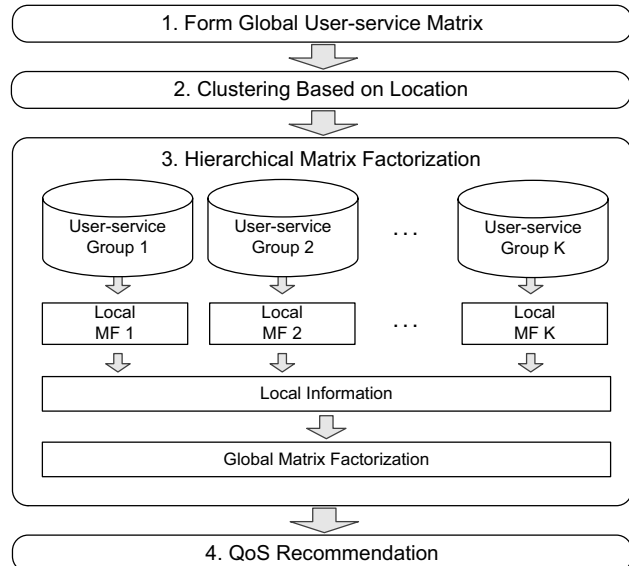 1. Form Global User-service Matrix
2. Clustering Based on Location
3. Hierarchical Matrix Factorization
User-service
Group 1
User-service
Group 2
...
User-service
Group K
Local
MF 1
Local
MF 2
...
Local
MF K
Local Information
Global Matrix Factorization
4. QoS Recommendation